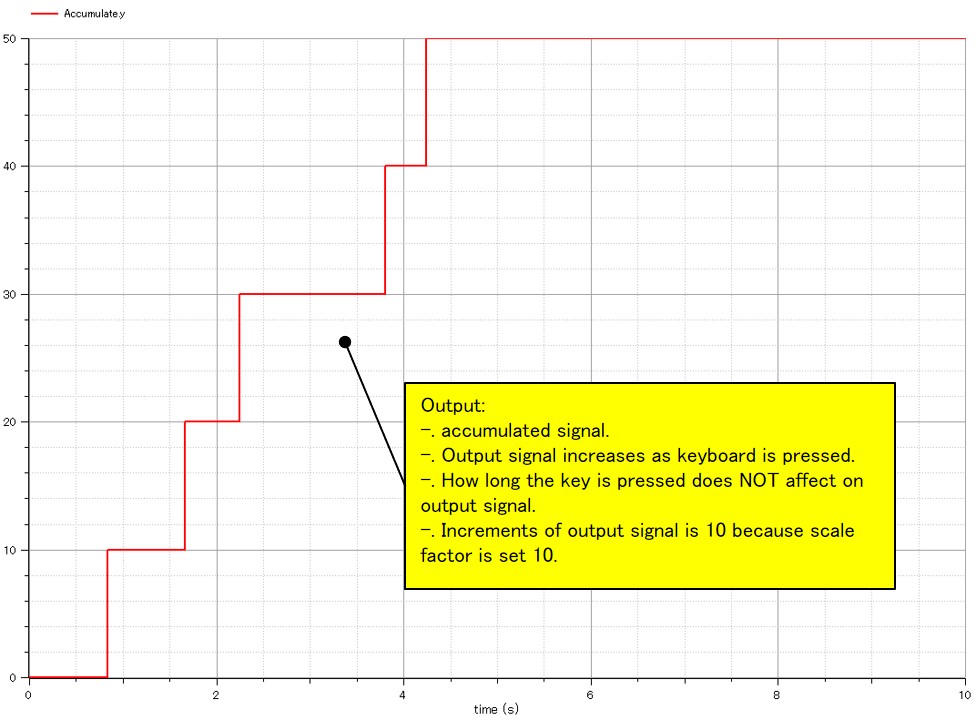 Accumulate.y
50
40
30
20
10
0
Output:
-. accumulated signal.
-. Output signal increases as keyboard is pressed.
-. How long the key is pressed does NOT affect on
output signal.
-. Increments of output signal is 10 because scale
factor is set 10.
0 2 4 6 8 10
time (s)